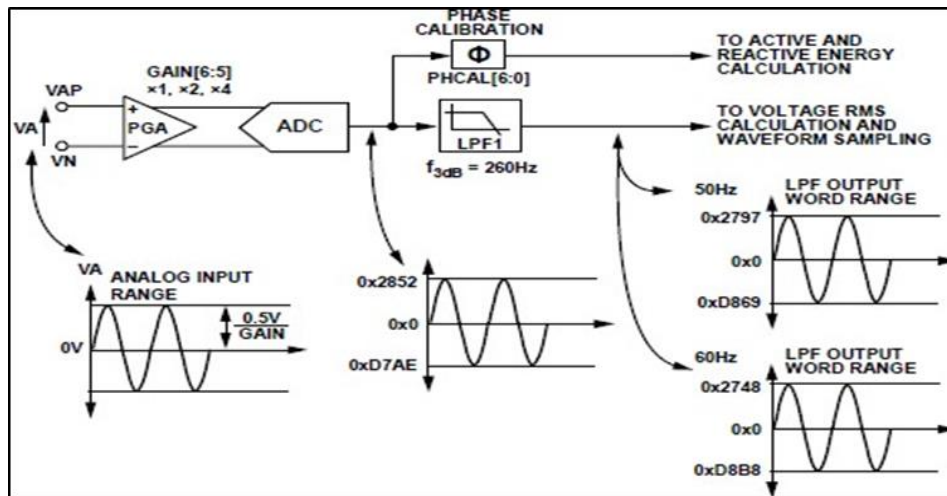 PHASE
CALIBRATION
Φ
PHCAL[6:0]
TO ACTIVE AND
REACTIVE ENERGY
CALCULATION
GAIN[6:5]
×1, ×2, ×4
VAP
VA
VN
+
PGA
−
ADC
LPF1
f3dB = 260Hz
TO VOLTAGE RMS
CALCULATION AND
WAVEFORM SAMPLING
50Hz
LPF OUTPUT
WORD RANGE
0x2797
0x0
0xD869
VA
ANALOG INPUT
RANGE
0.5V
GAIN
0V
0x2852
0x0
0xD7AE
60Hz
LPF OUTPUT
WORD RANGE
0x2748
0x0
0xD8B8